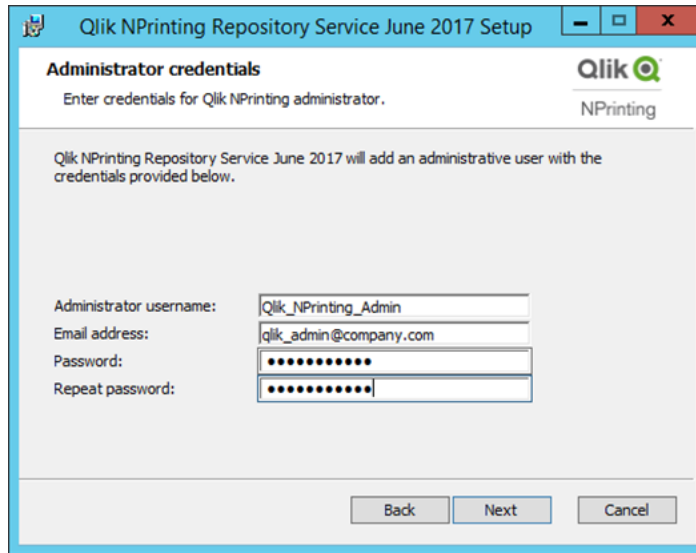 Qlik NPrinting Repository Service June 2017 Setup
Administrator credentials
Enter credentials for Qlik NPrinting administrator.
Qlik
NPrinting
Qlik NPrinting Repository Service June 2017 will add an administrative user with the
credentials provided below.
Administrator username: Qlik_NPrinting_Admin
Email address: qlik_admin@company.com
Password: ●●●●●●●●●●●
Repeat password: ●●●●●●●●●●●
Back Next Cancel